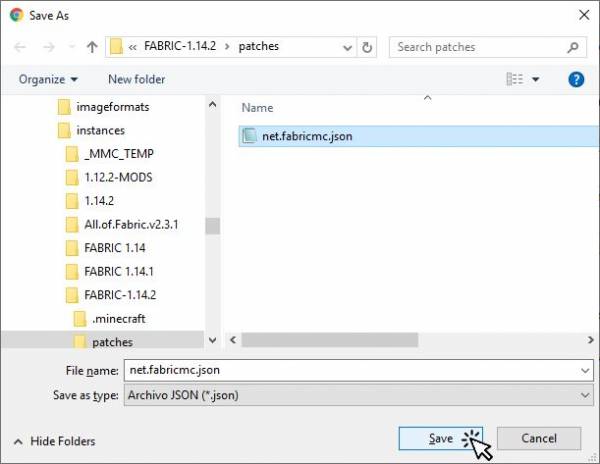 Save As
« FABRIC-1.14.2 > patches
Search patches
Organize
New folder
?
imageformats
instances
_MMC_TEMP
1.12.2-MODS
1.14.2
All.of.Fabric.v2.3.1
FABRIC 1.14
FABRIC 1.14.1
FABRIC-1.14.2
.minecraft
patches
Name
net.fabricmc.json
File name: net.fabricmc.json
Save as type: Archivo JSON (*.json)
Hide Folders
Save
Cancel